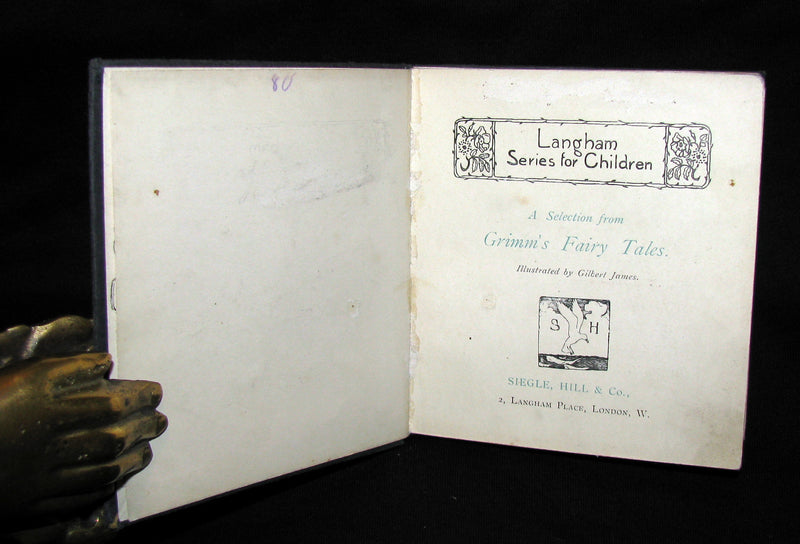 80
Langham
Series for Children
A Selection from
Grimm's Fairy Tales.
Illustrated by Gilbert James.
S H
SIEGLE, HILL & Co.,
2, Langham Place, London, W.